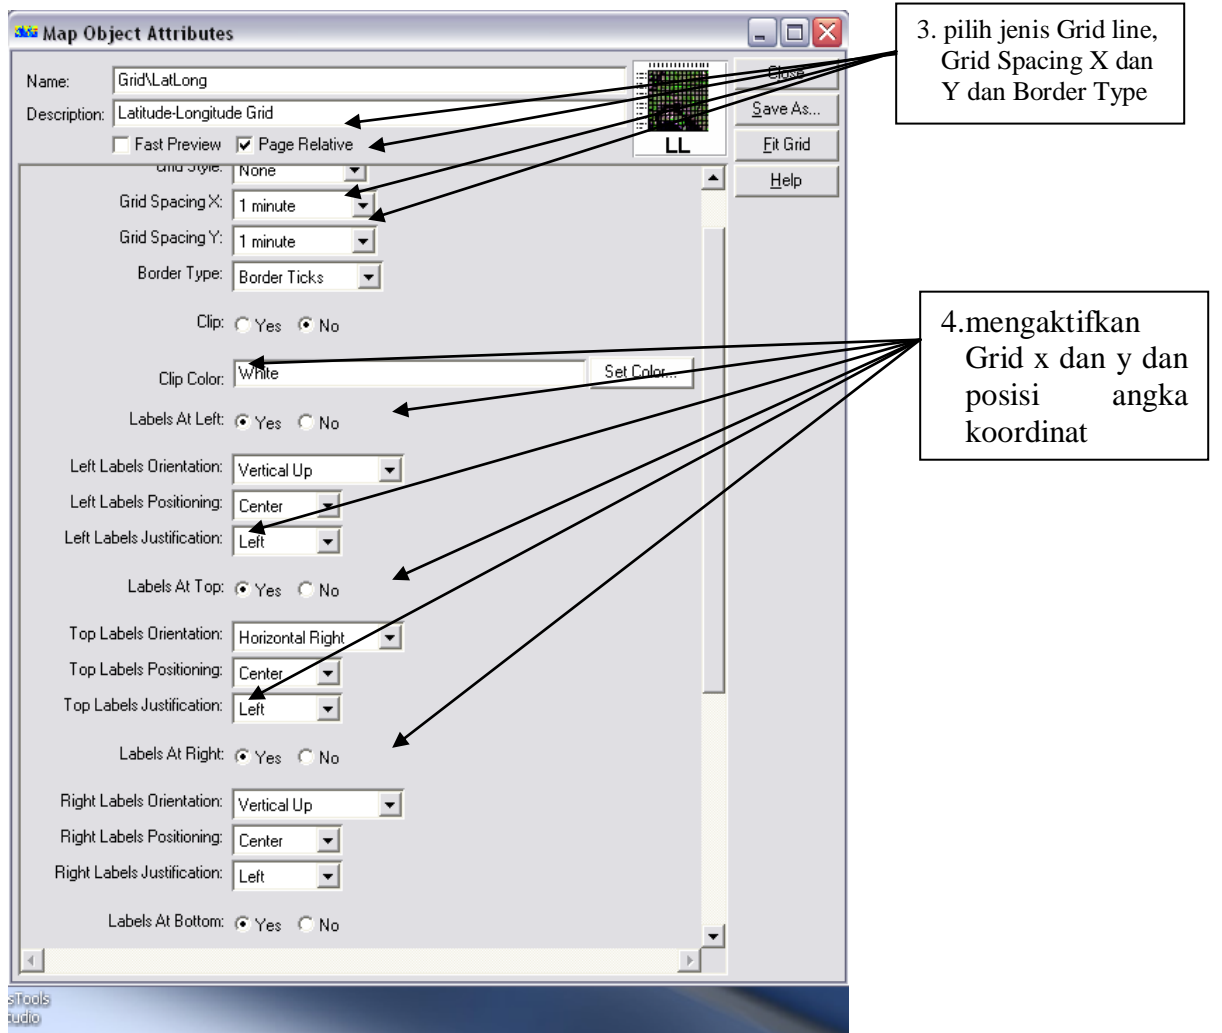 Map Object Attributes
Name: Grid\LatLong
Description: Latitude-Longitude Grid
Fast Preview Page Relative
LL
Close
Save As...
Fit Grid
Help
Grid Style: None
Grid Spacing X: 1 minute
Grid Spacing Y: 1 minute
Border Type: Border Ticks
Clip: Yes No
Clip Color: White Set Color...
Labels At Left: Yes No
Left Labels Orientation: Vertical Up
Left Labels Positioning: Center
Left Labels Justification: Left
Labels At Top: Yes No
Top Labels Orientation: Horizontal Right
Top Labels Positioning: Center
Top Labels Justification: Left
Labels At Right: Yes No
Right Labels Orientation: Vertical Up
Right Labels Positioning: Center
Right Labels Justification: Left
Labels At Bottom: Yes No
sTools
tudio
3. pilih jenis Grid line,
Grid Spacing X dan
Y dan Border Type
4.mengaktifkan
Grid x dan y dan
posisi angka
koordinat